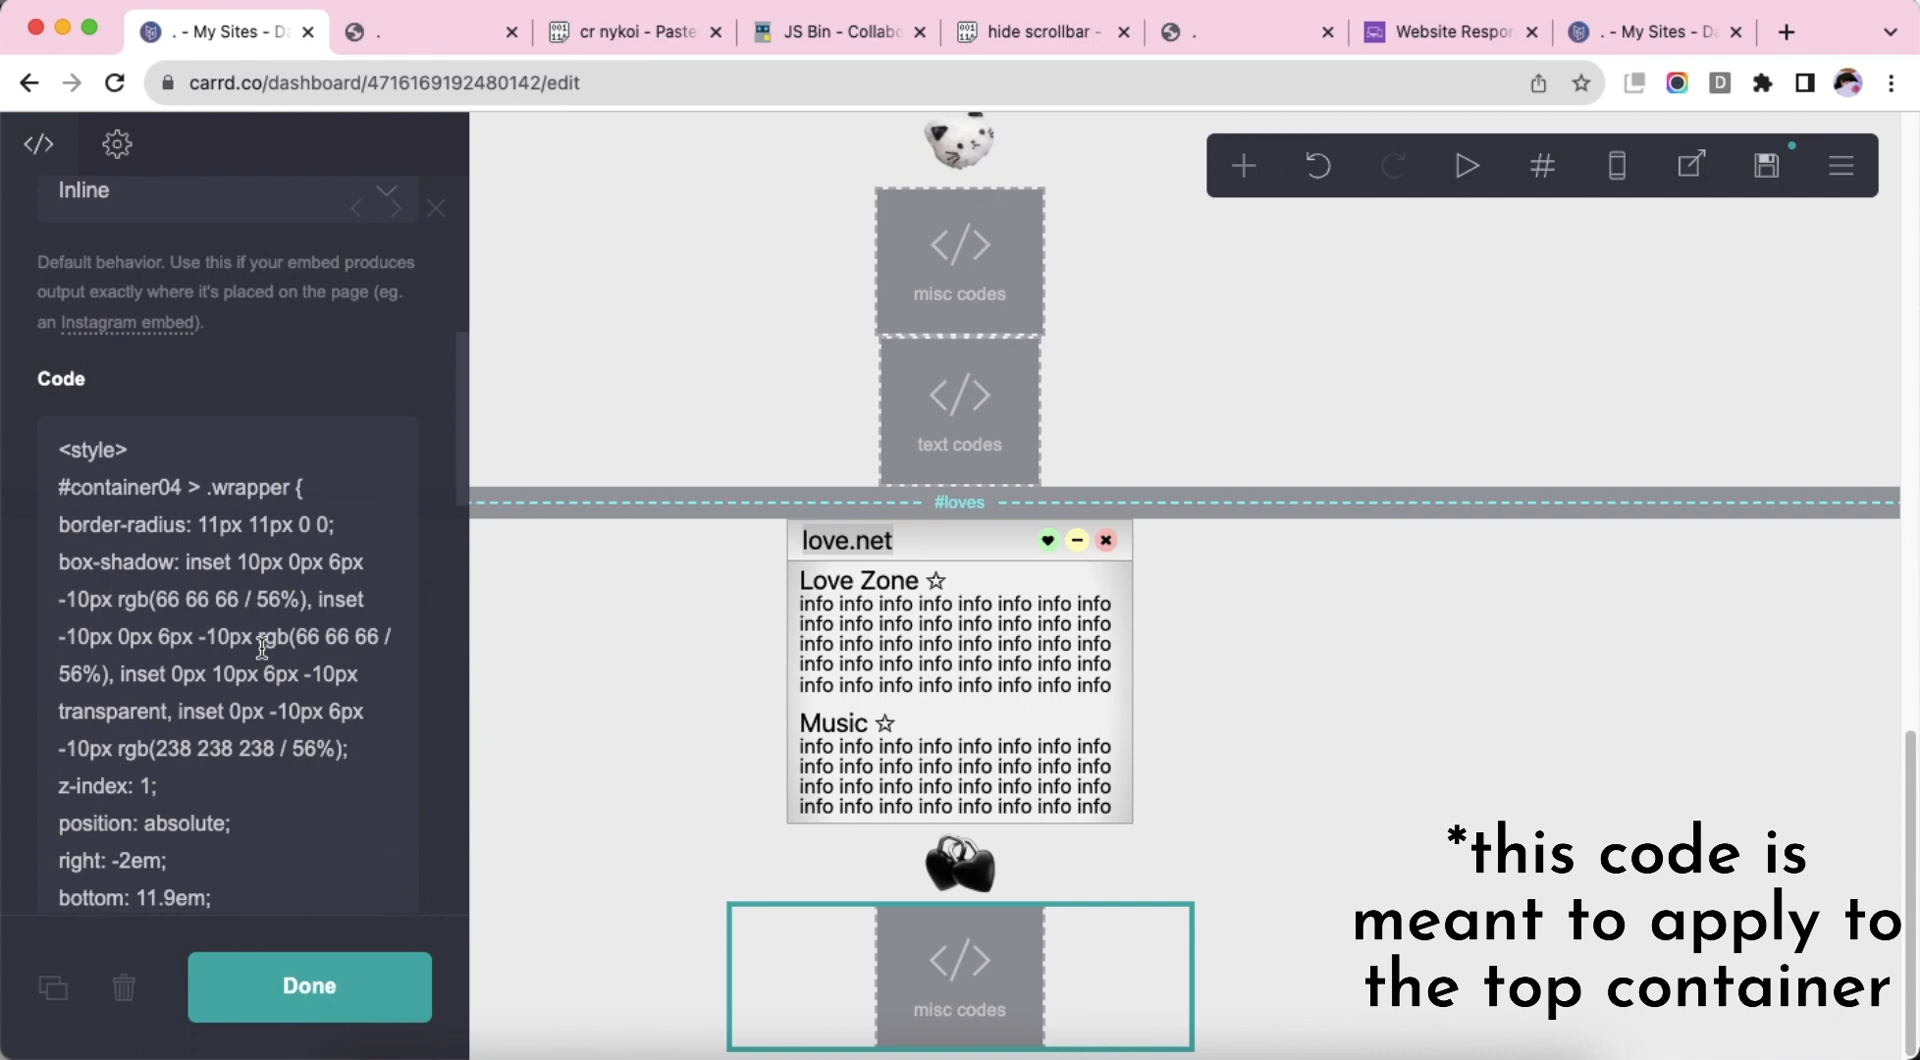 . - My Sites - Da
.
cr nykoi - Paste
JS Bin - Collabo
hide scrollbar -
.
Website Respor
. - My Sites - Da
carrd.co/dashboard/4716169192480142/edit
D
Inline
Default behavior. Use this if your embed produces
output exactly where it's placed on the page (eg.
an Instagram embed).
Code
<style>
#container04 > .wrapper {
border-radius: 11px 11px 0 0;
box-shadow: inset 10px 0px 6px
-10px rgb(66 66 66 / 56%), inset
-10px 0px 6px -10px rgb(66 66 66 /
56%), inset 0px 10px 6px -10px
transparent, inset 0px -10px 6px
-10px rgb(238 238 238 / 56%);
z-index: 1;
position: absolute;
right: -2em;
bottom: 11.9em;
Done
misc codes
text codes
#loves
love.net
Love Zone ☆
info info info info info info info info
info info info info info info info info
info info info info info info info info
info info info info info info info info
info info info info info info info info
Music ☆
info info info info info info info info
info info info info info info info info
info info info info info info info info
info info info info info info info info
misc codes
*this code is
meant to apply to
the top container